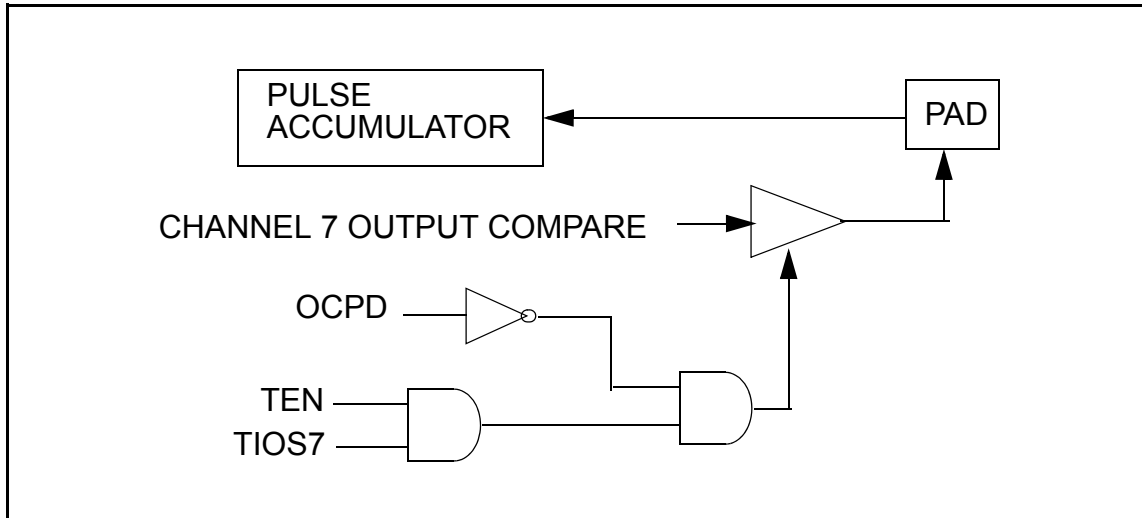 PULSE
ACCUMULATOR
PAD
CHANNEL 7 OUTPUT COMPARE
OCPD
TEN
TIOS7